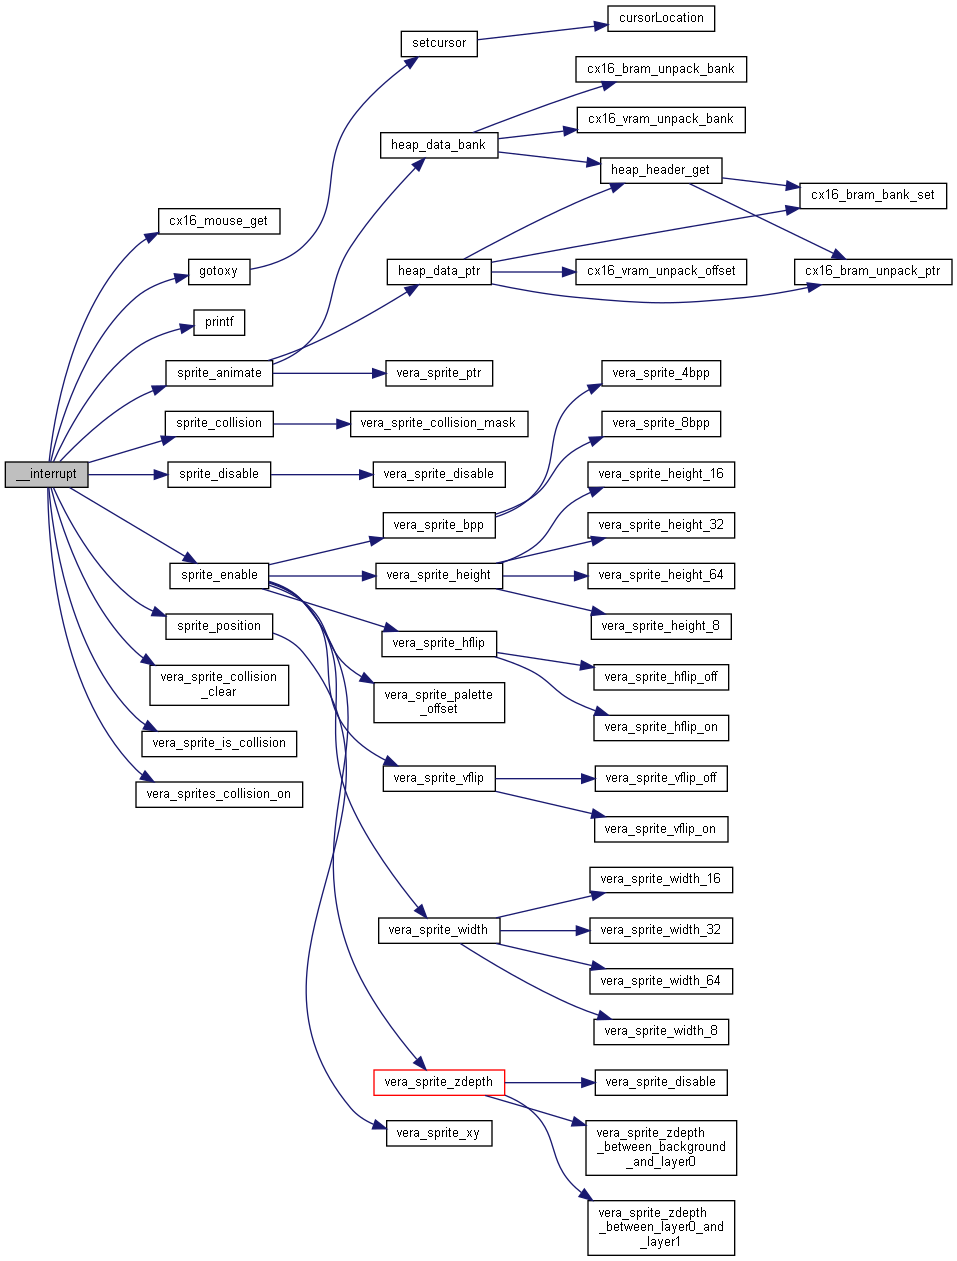 cursorLocation
setcursor
cx16_bram_unpack_bank
cx16_vram_unpack_bank
heap_data_bank
heap_header_get
cx16_bram_bank_set
cx16_mouse_get
gotoxy
heap_data_ptr
cx16_vram_unpack_offset
cx16_bram_unpack_ptr
printf
sprite_animate
vera_sprite_ptr
vera_sprite_4bpp
sprite_collision
vera_sprite_collision_mask
vera_sprite_8bpp
__interrupt
sprite_disable
vera_sprite_disable
vera_sprite_height_16
vera_sprite_bpp
vera_sprite_height_32
sprite_enable
vera_sprite_height
vera_sprite_height_64
sprite_position
vera_sprite_height_8
vera_sprite_hflip
vera_sprite_collision
_clear
vera_sprite_hflip_off
vera_sprite_palette
_offset
vera_sprite_hflip_on
vera_sprite_is_collision
vera_sprite_vflip
vera_sprite_vflip_off
vera_sprites_collision_on
vera_sprite_vflip_on
vera_sprite_width_16
vera_sprite_width
vera_sprite_width_32
vera_sprite_width_64
vera_sprite_width_8
vera_sprite_zdepth
vera_sprite_disable
vera_sprite_xy
vera_sprite_zdepth
_between_background
_and_layer0
vera_sprite_zdepth
_between_layer0_and
_layer1